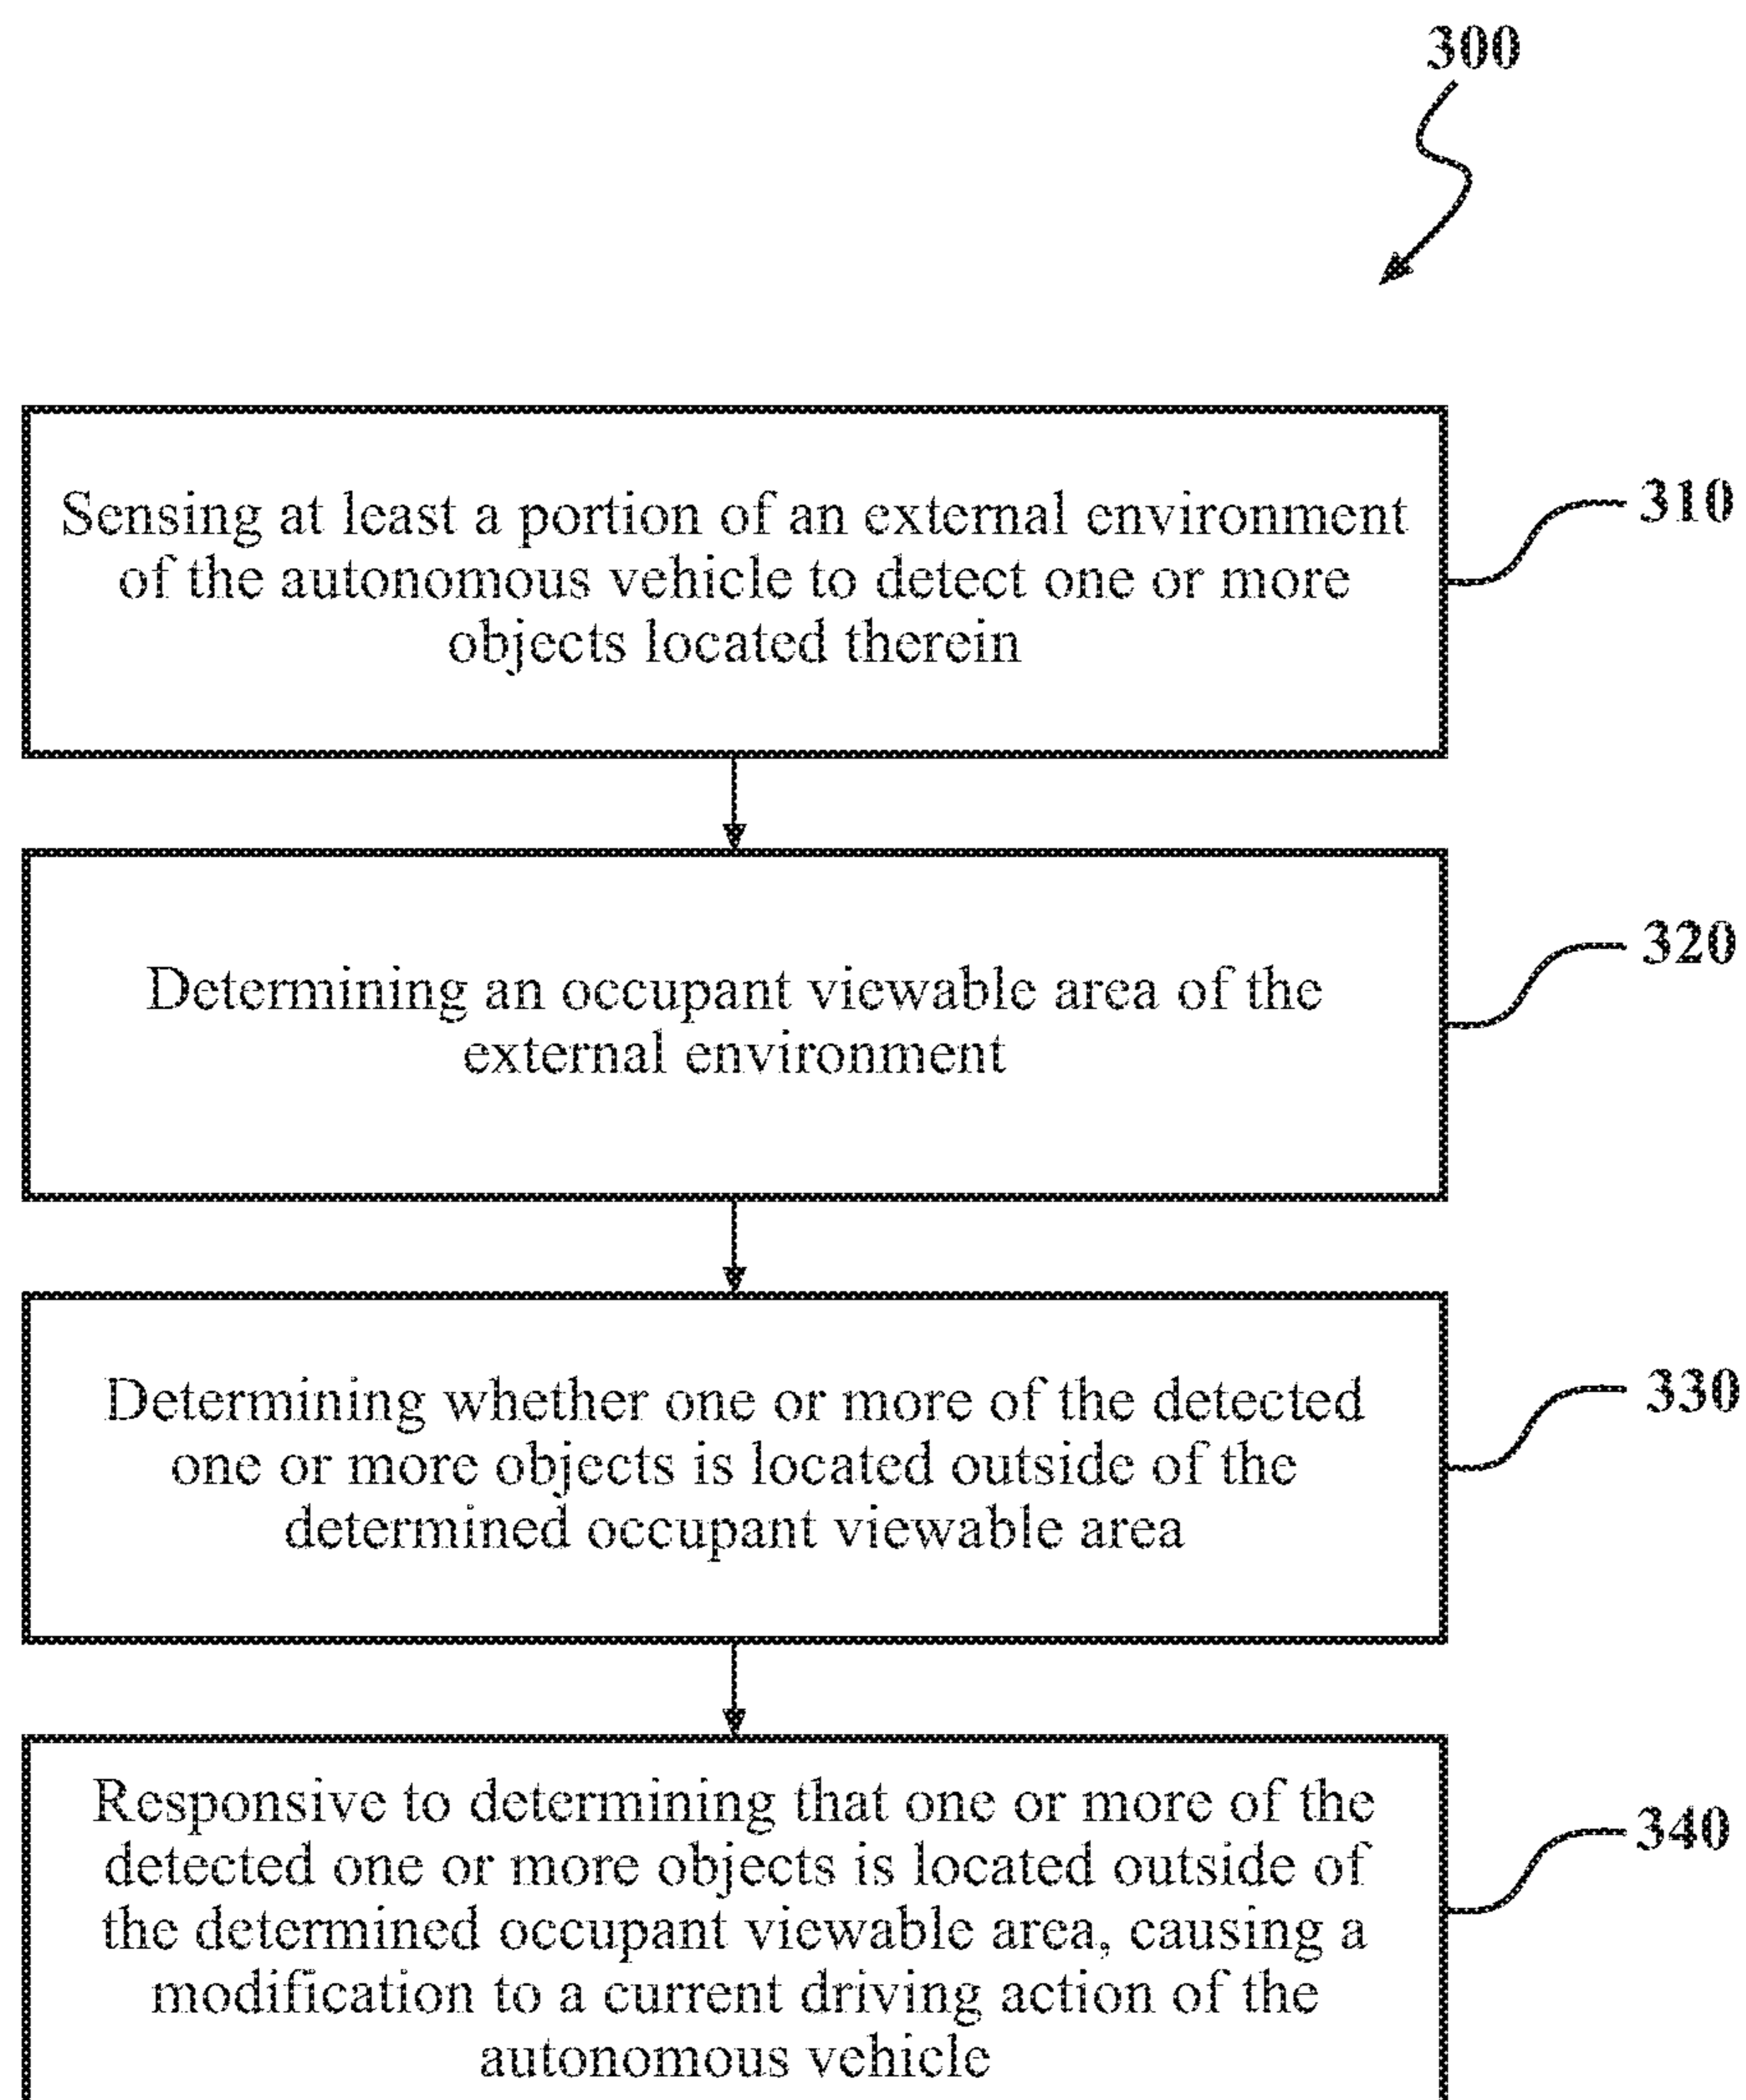 300
Sensing at least a portion of an external environment
of the autonomous vehicle to detect one or more
objects located therein
310
Determining an occupant viewable area of the
external environment
320
Determining whether one or more of the detected
one or more objects is located outside of the
determined occupant viewable area
330
Responsive to determining that one or more of the
detected one or more objects is located outside of
the determined occupant viewable area, causing a
modification to a current driving action of the
autonomous vehicle
340